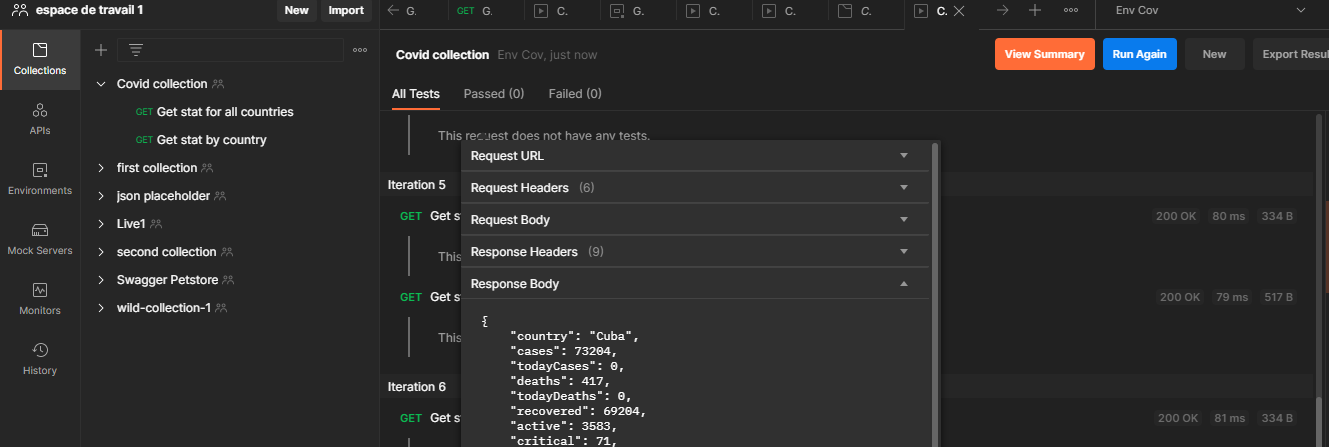 espace de travail 1 New Import
G. GET G. C. G. C. C. C. C. Env Cov
Collections
APIs
Environments
Mock Servers
Monitors
History
Covid collection
GET Get stat for all countries
GET Get stat by country
first collection
json placeholder
Live1
second collection
Swagger Petstore
wild-collection-1
Covid collection Env Cov, just now View Summary Run Again New Export Resul
All Tests Passed (0) Failed (0)
This request does not have any tests.
Iteration 5
GET Get st 200 OK 80 ms 334 B
This
GET Get st 200 OK 79 ms 517 B
This
Iteration 6
GET Get st 200 OK 81 ms 334 B
Request URL
Request Headers (6)
Request Body
Response Headers (9)
Response Body
{
"country": "Cuba",
"cases": 73204,
"todayCases": 0,
"deaths": 417,
"todayDeaths": 0,
"recovered": 69204,
"active": 3583,
"critical": 71,